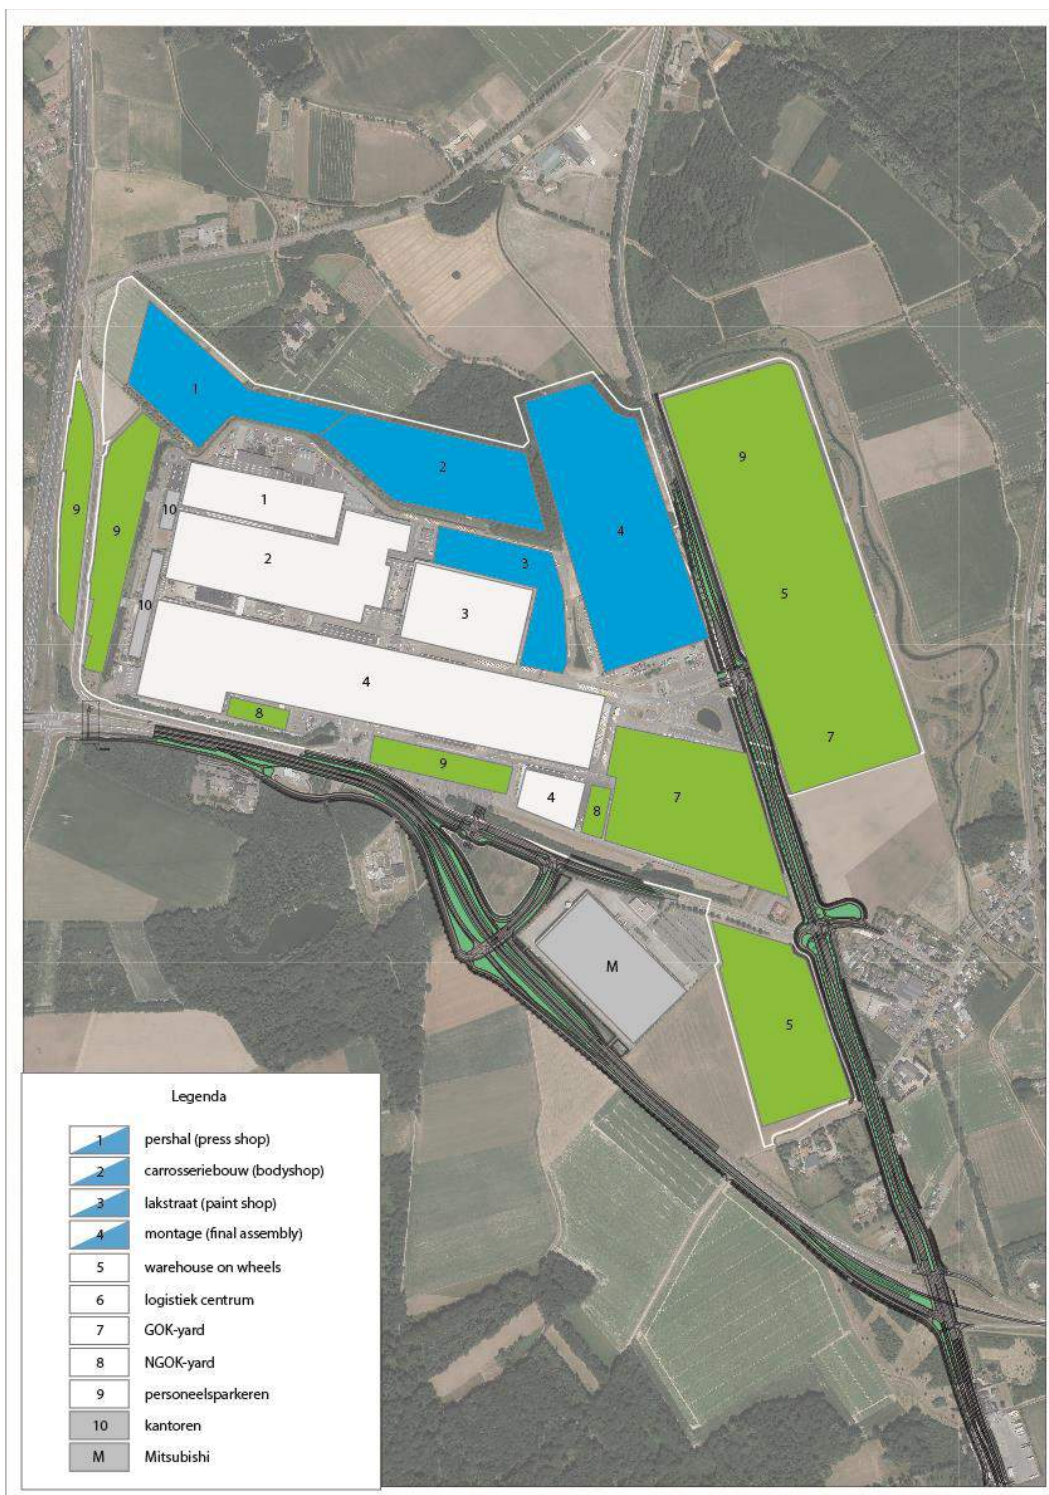 1
2
9
4
9
9
10
1
2
3
3
5
10
4
8
9
4
8
7
7
M
5
Legenda
1 pershal (press shop)
2 carrosseriebouw (bodyshop)
3 lakstraat (paint shop)
4 montage (final assembly)
5 warehouse on wheels
6 logistiek centrum
7 GOK-yard
8 NGOK-yard
9 personeelsparkeren
10 kantoren
M Mitsubishi